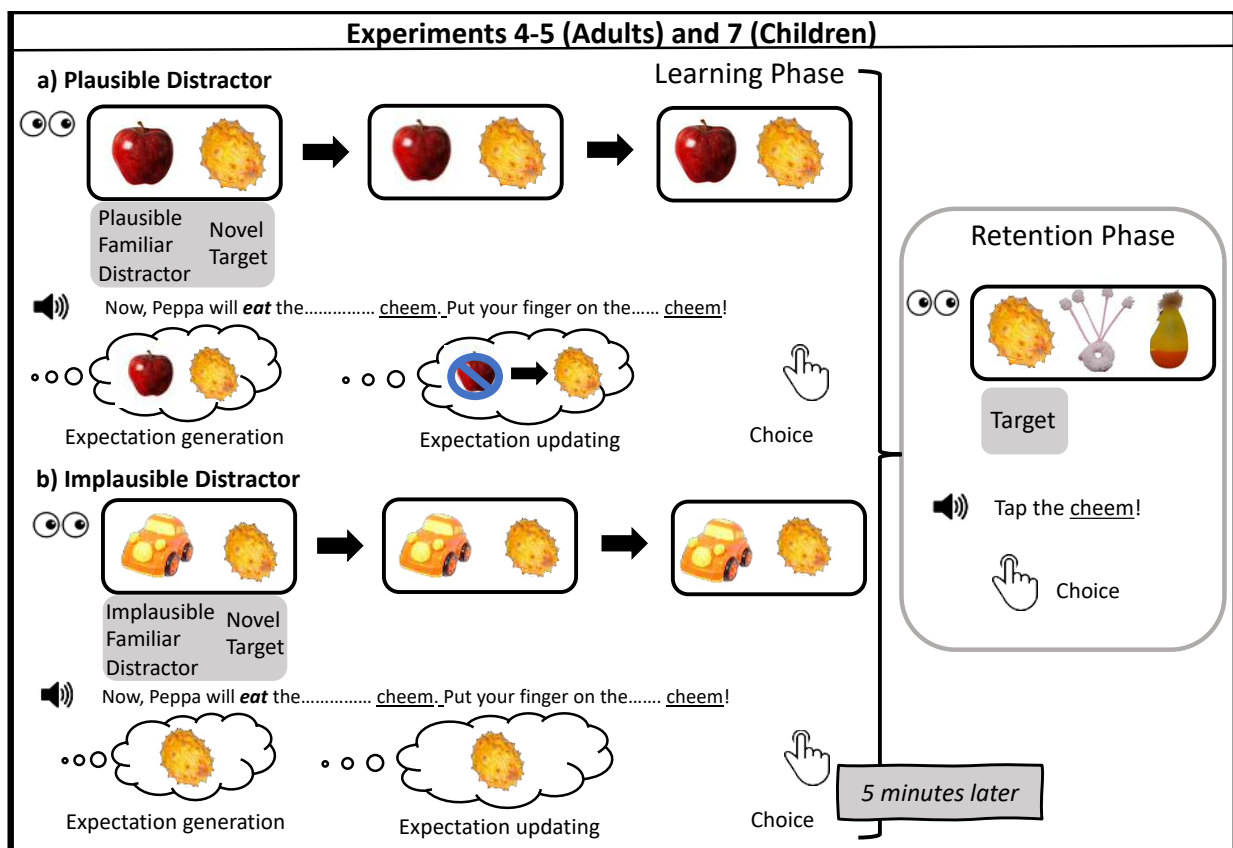 Experiments 4-5 (Adults) and 7 (Children)
a) Plausible Distractor
Learning Phase
Plausible
Familiar
Distractor
Novel
Target
Now, Peppa will eat the…………… cheem. Put your finger on the…… cheem!
Expectation generation
Expectation updating
Choice
b) Implausible Distractor
Implausible
Familiar
Distractor
Novel
Target
Now, Peppa will eat the…………… cheem. Put your finger on the……. cheem!
Expectation generation
Expectation updating
Choice
5 minutes later
Retention Phase
Target
Tap the cheem!
Choice